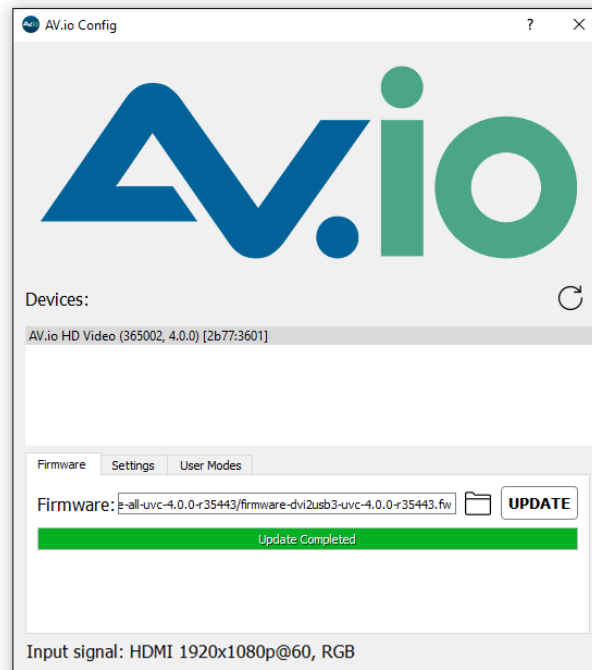 AV.io
AV.io Config
?
AV.io
Devices:
AV.io HD Video (365002, 4.0.0) [2b77:3601]
Firmware
Settings
User Modes
Firmware: e-all-uvc-4.0.0-r35443/firmware-dvi2usb3-uvc-4.0.0-r35443.fw UPDATE
Update Completed
Input signal: HDMI 1920x1080p@60, RGB